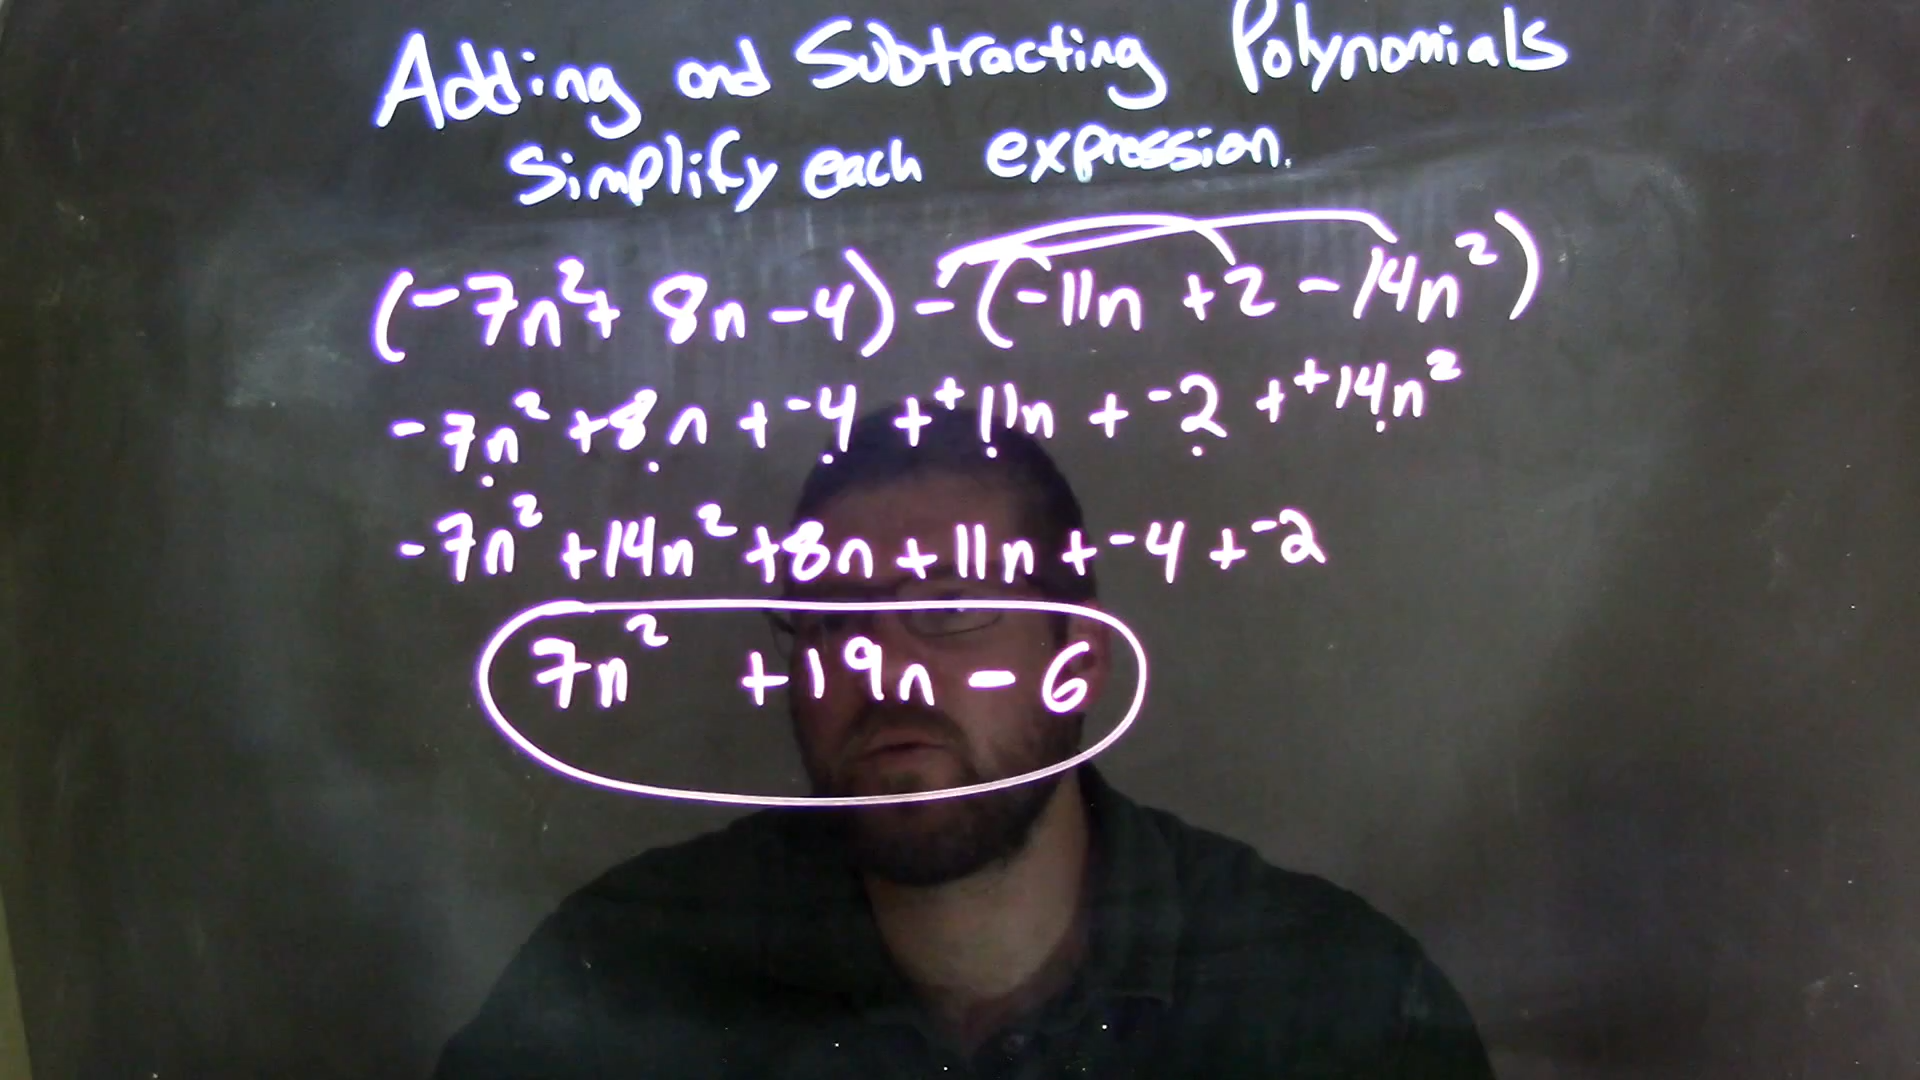 Adding and Subtracting Polynomials
Simplify each expression.
(-7n² + 8n - 4) - (-11n + 2 - 14n²)
-7n² + 8n + -4 + +11n + -2 + +14n²
-7n² + 14n² + 8n + 11n + -4 + -2
7n² + 19n - 6